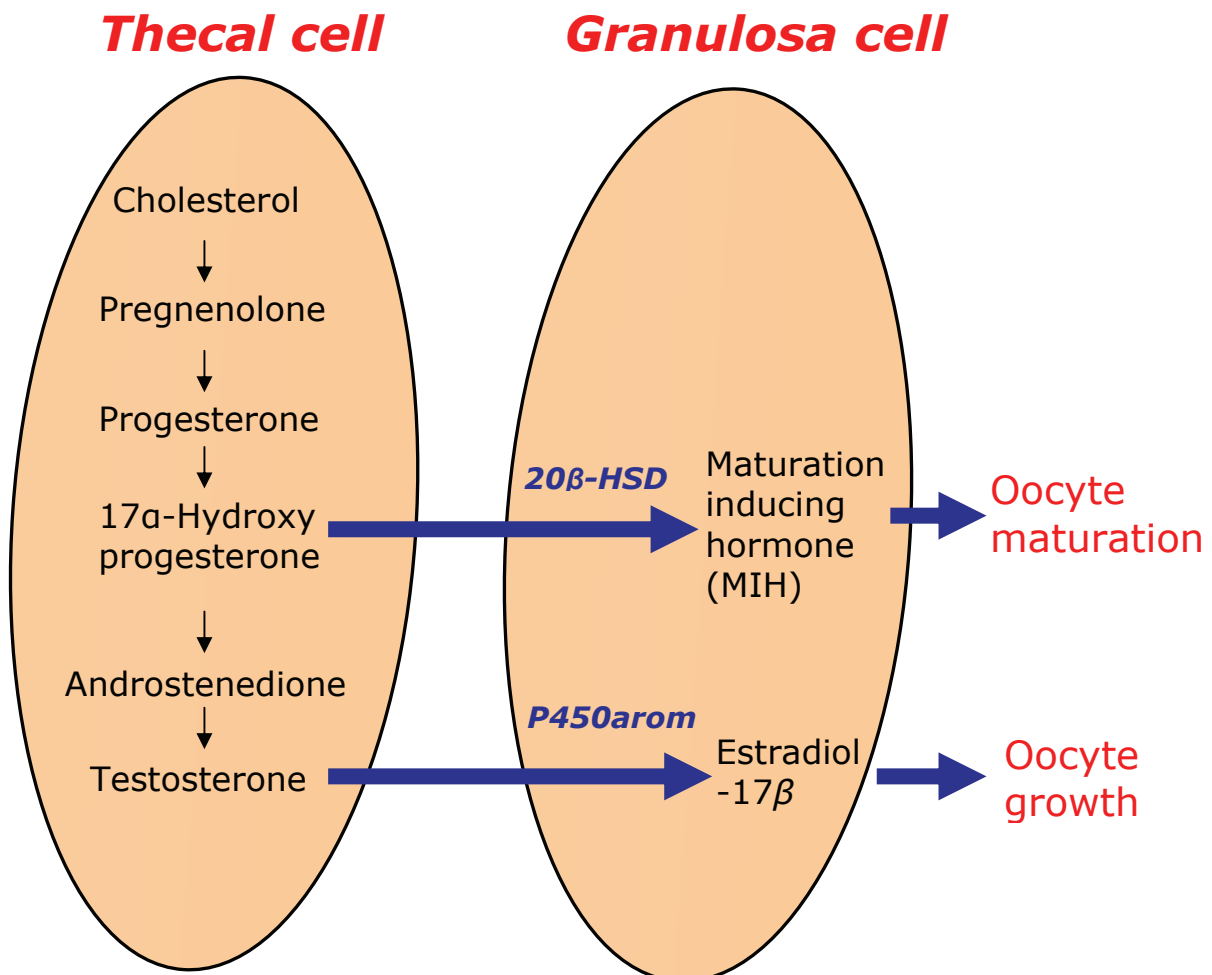 Thecal cell
Granulosa cell
Cholesterol
Pregnenolone
Progesterone
17α-Hydroxy
progesterone
Androstenedione
Testosterone
20β-HSD
P450arom
Maturation
inducing
hormone
(MIH)
Estradiol
-17β
Oocyte
maturation
Oocyte
growth